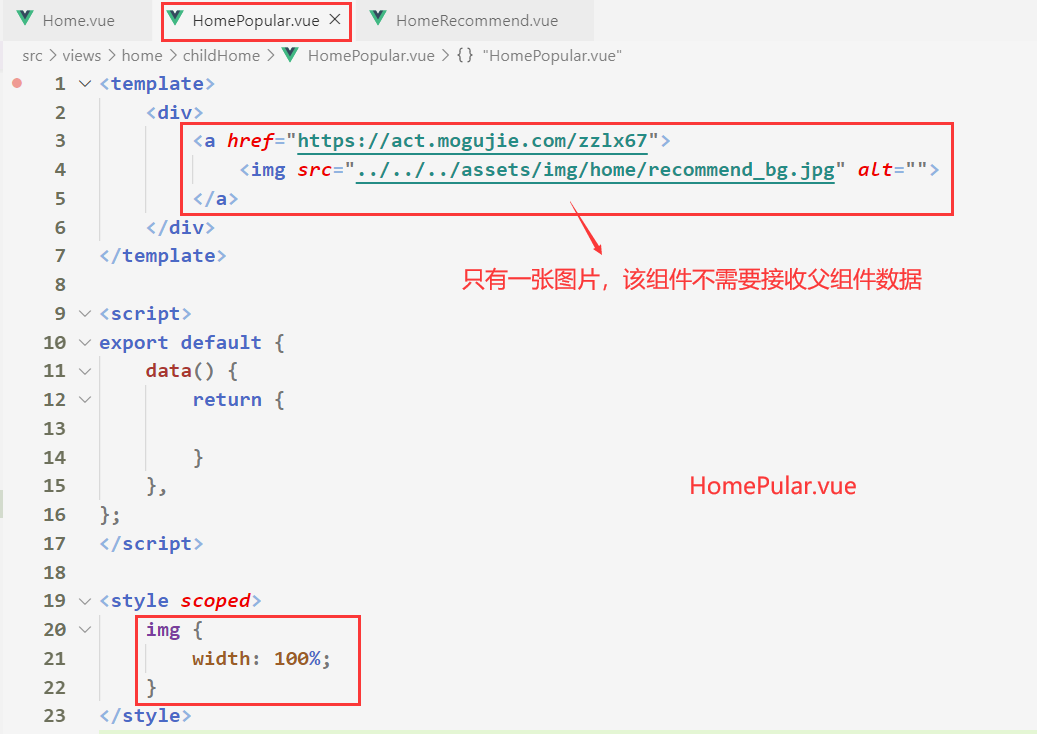 Home.vue HomePopular.vue × HomeRecommend.vue
src > views > home > childHome > HomePopular.vue > {} "HomePopular.vue"
1 <template>
2 <div>
3 <a href="https://act.mogujie.com/zzlx67">
4 <img src="../../../assets/img/home/recommend_bg.jpg" alt="">
5 </a>
6 </div>
7 </template>
只有一张图片，该组件不需要接收父组件数据
8
9 <script>
10 export default {
11 data() {
12 return {
13
14 }
15 },
HomePular.vue
16 };
17 </script>
18
19 <style scoped>
20 img {
21 width: 100%;
22 }
23 </style>